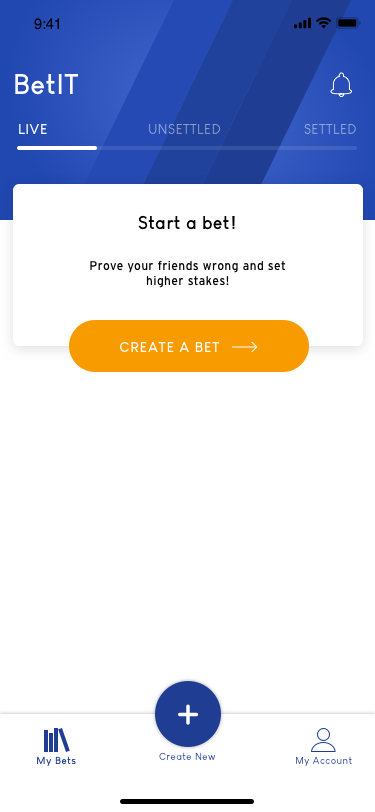 9:41
BetIT
LIVE UNSETTLED SETTLED
Start a bet!
Prove your friends wrong and set
higher stakes!
CREATE A BET
My Bets Create New My Account